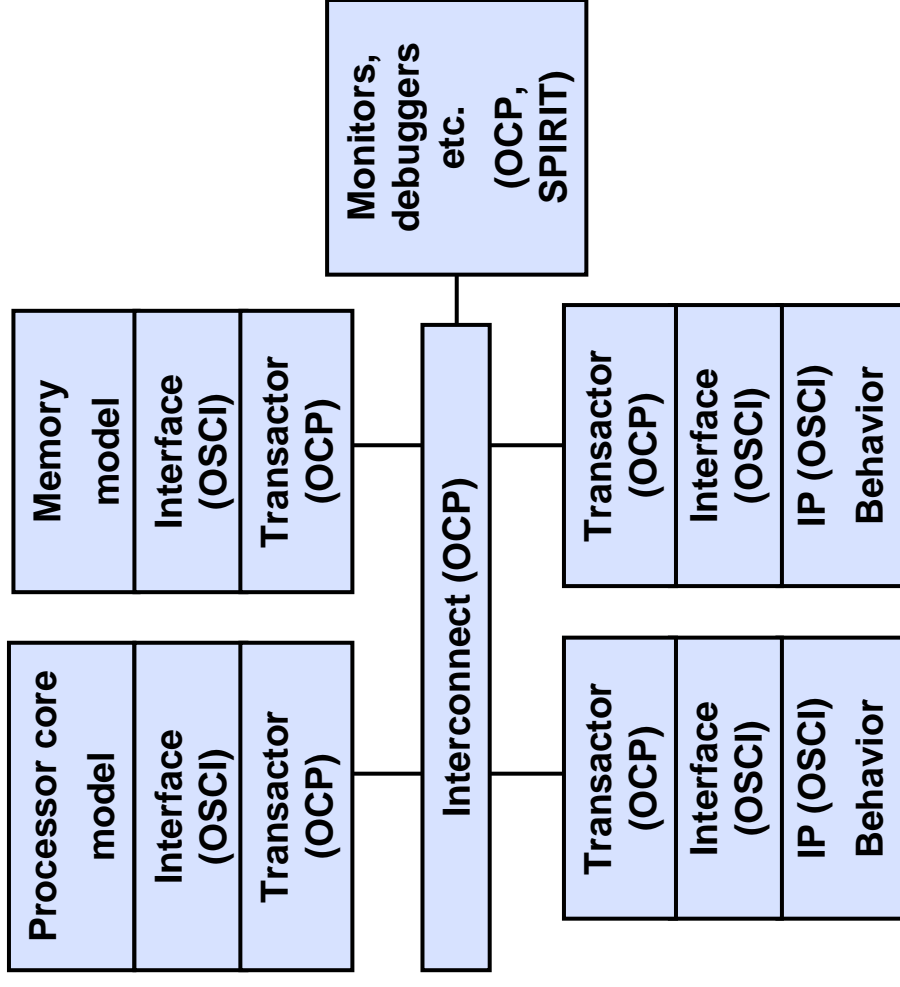 Processor core
model
Interface
(OSCI)
Transactor
(OCP)
Memory
model
Interface
(OSCI)
Transactor
(OCP)
Interconnect (OCP)
Monitors,
debuggers
etc.
(OCP,
SPIRIT)
Transactor
(OCP)
Interface
(OSCI)
IP (OSCI)
Behavior
Transactor
(OCP)
Interface
(OSCI)
IP (OSCI)
Behavior